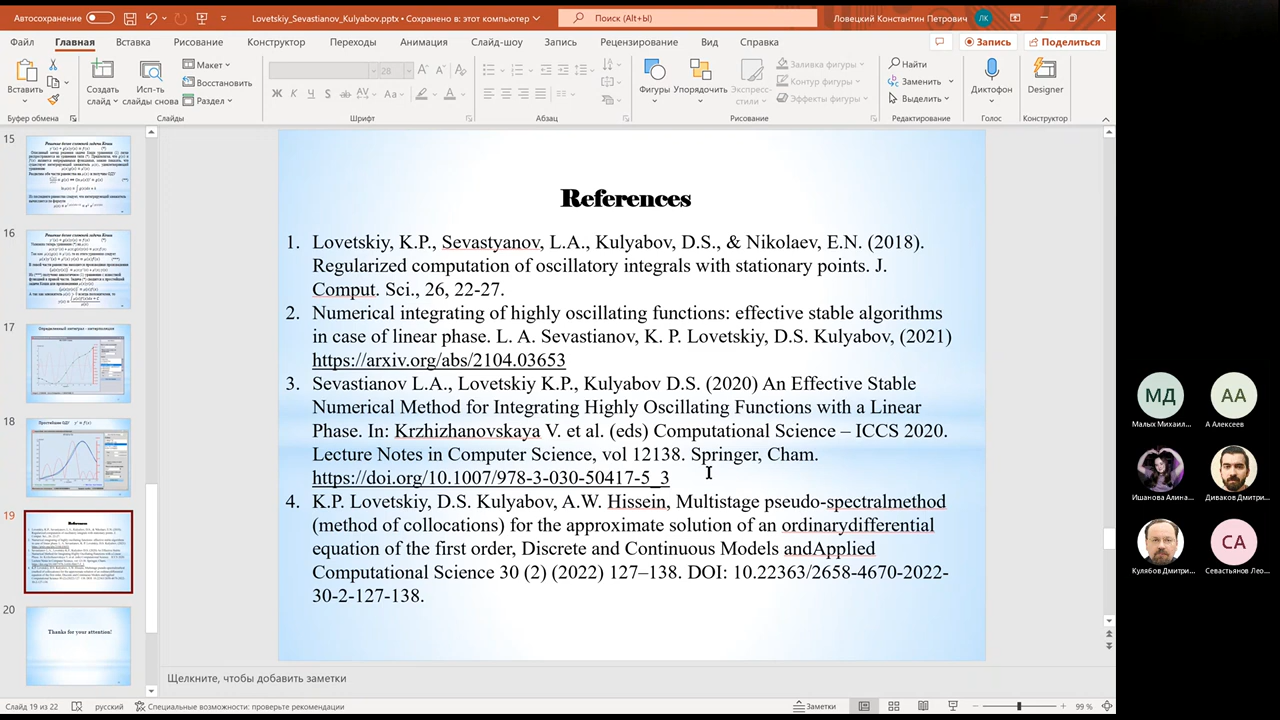 Автосохранение
Lovetskiy_Sevastianov_Kulyabov.pptx • Сохранено в: этот компьютер
Поиск (Alt+Ы)
Ловецкий Константин Петрович
ЛК
Файл Главная Вставка Рисование Конструктор Переходы Анимация Слайд-шоу Запись Рецензирование Вид Справка
Запись
Поделиться
Вставить
Создать слайд
Исп-ть слайды снова
Макет
Восстановить
Раздел
28
Ж К Ч S ab AV Aa A
Фигуры
Упорядочить
Экспресс-стили
Заливка фигуры
Контур фигуры
Эффекты фигуры
Найти
Заменить
Выделить
Диктофон
Designer
Буфер обмена
Слайды
Шрифт
Абзац
Рисование
Редактирование
Голос
Конструктор
15
16
17
Определенный интеграл - интерполяция
18
19
References
20
Thanks for your attention!
References
1. Lovetskiy, K.P., Sevastyanov, L.A., Kulyabov, D.S., & Nikolaev, E.N. (2018).
Regularized computation of oscillatory integrals with stationary points. J.
Comput. Sci., 26, 22-27.
2. Numerical integrating of highly oscillating functions: effective stable algorithms
in case of linear phase. L. A. Sevastianov, K. P. Lovetskiy, D.S. Kulyabov, (2021)
https://arxiv.org/abs/2104.03653
3. Sevastianov L.A., Lovetskiy K.P., Kulyabov D.S. (2020) An Effective Stable
Numerical Method for Integrating Highly Oscillating Functions with a Linear
Phase. In: Krzhizhanovskaya V. et al. (eds) Computational Science – ICCS 2020.
Lecture Notes in Computer Science, vol 12138. Springer, Cham.
https://doi.org/10.1007/978-3-030-50417-5_3
4. K.P. Lovetskiy, D.S. Kulyabov, A.W. Hissein, Multistage pseudo-spectralmethod
(method of collocations) for the approximate solution of an ordinarydifferential
equation of the first order, Discrete and Continuous Models and Applied
Computational Science 30 (2) (2022) 127–138. DOI: 10.22363/2658-4670-2022-
30-2-127-138.
Щелкните, чтобы добавить заметки
Слайд 19 из 22
русский
Специальные возможности: проверьте рекомендации
Заметки
99 %
МД
АА
Малых Михаил...
А Алексеев
Ишанова Алина...
Диваков Дмитри...
СА
Кулябов Дмитри...
Севастьянов Лео...